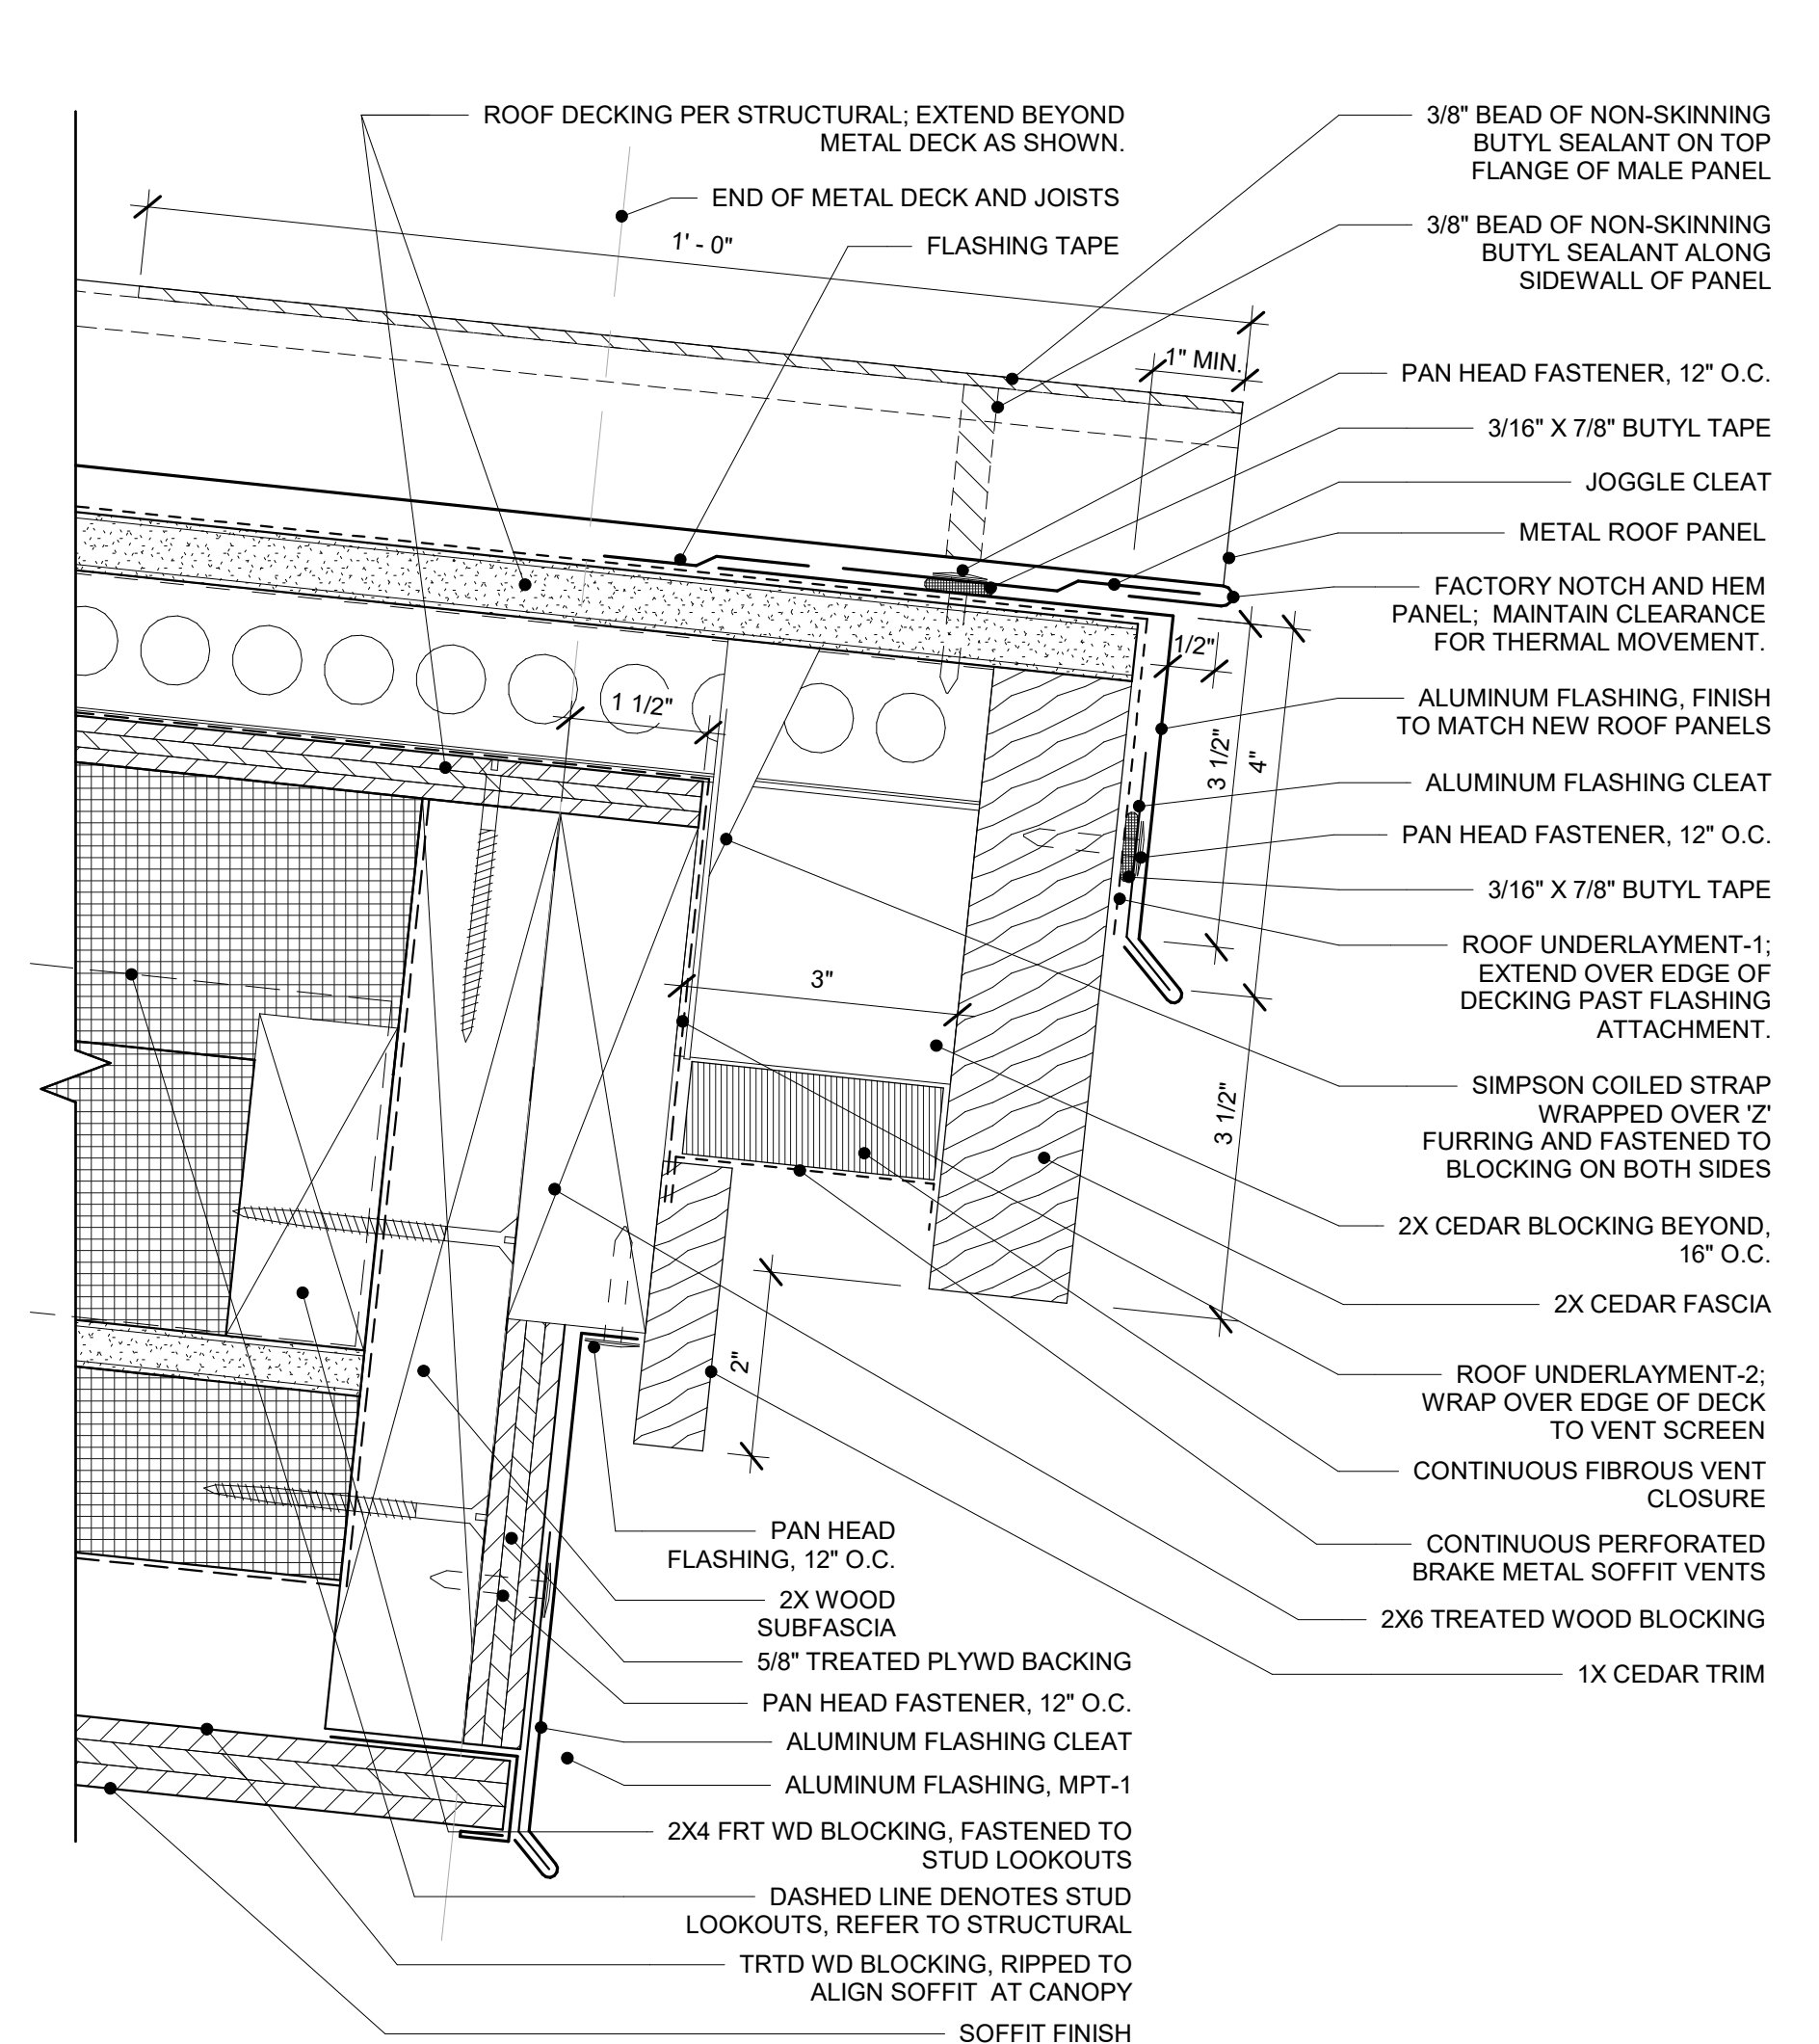 ROOF DECKING PER STRUCTURAL; EXTEND BEYOND
METAL DECK AS SHOWN.
END OF METAL DECK AND JOISTS
1' - 0"
FLASHING TAPE
3/8" BEAD OF NON-SKINNING
BUTYL SEALANT ON TOP
FLANGE OF MALE PANEL
3/8" BEAD OF NON-SKINNING
BUTYL SEALANT ALONG
SIDEWALL OF PANEL
1" MIN.
PAN HEAD FASTENER, 12" O.C.
3/16" X 7/8" BUTYL TAPE
JOGGLE CLEAT
METAL ROOF PANEL
FACTORY NOTCH AND HEM
PANEL; MAINTAIN CLEARANCE
FOR THERMAL MOVEMENT.
1/2"
1 1/2"
ALUMINUM FLASHING, FINISH
TO MATCH NEW ROOF PANELS
3 1/2"
4"
ALUMINUM FLASHING CLEAT
PAN HEAD FASTENER, 12" O.C.
3/16" X 7/8" BUTYL TAPE
ROOF UNDERLAYMENT-1;
EXTEND OVER EDGE OF
DECKING PAST FLASHING
ATTACHMENT.
3"
SIMPSON COILED STRAP
WRAPPED OVER 'Z'
FURRING AND FASTENED TO
BLOCKING ON BOTH SIDES
3 1/2"
2X CEDAR BLOCKING BEYOND,
16" O.C.
2X CEDAR FASCIA
2"
ROOF UNDERLAYMENT-2;
WRAP OVER EDGE OF DECK
TO VENT SCREEN
CONTINUOUS FIBROUS VENT
CLOSURE
CONTINUOUS PERFORATED
BRAKE METAL SOFFIT VENTS
2X6 TREATED WOOD BLOCKING
1X CEDAR TRIM
PAN HEAD
FLASHING, 12" O.C.
2X WOOD
SUBFASCIA
5/8" TREATED PLYWD BACKING
PAN HEAD FASTENER, 12" O.C.
ALUMINUM FLASHING CLEAT
ALUMINUM FLASHING, MPT-1
2X4 FRT WD BLOCKING, FASTENED TO
STUD LOOKOUTS
DASHED LINE DENOTES STUD
LOOKOUTS, REFER TO STRUCTURAL
TRTD WD BLOCKING, RIPPED TO
ALIGN SOFFIT AT CANOPY
SOFFIT FINISH